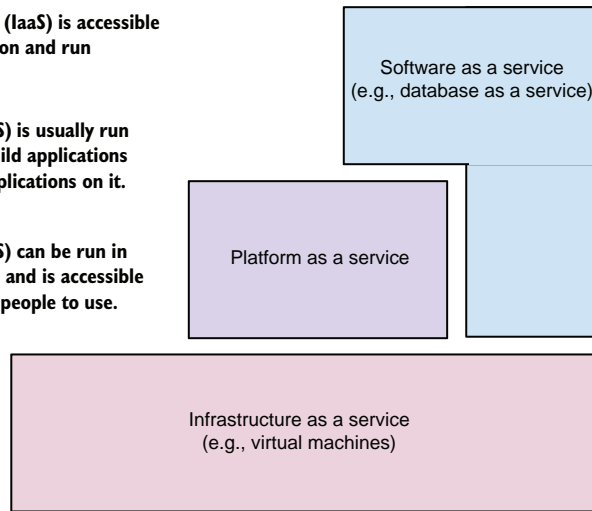 (IaaS) is accessible
on and run
S) is usually run
ild applications
plications on it.
S) can be run in
and is accessible
people to use.
Software as a service
(e.g., database as a service)
Platform as a service
Infrastructure as a service
(e.g., virtual machines)